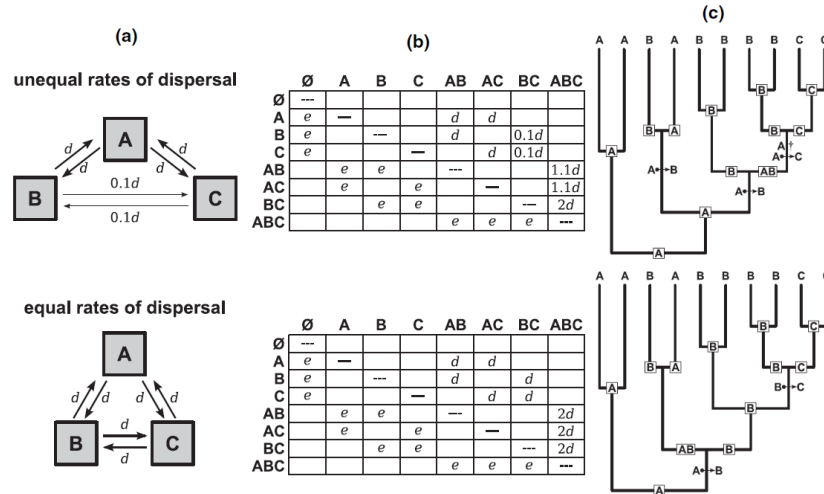 (a)
(b)
(c)
unequal rates of dispersal
A
B
C
d
d
d
d
0.1d
0.1d
Ø A B C AB AC BC ABC
Ø ---
A e — d d
B e --- d 0.1d
C e — d 0.1d
AB e e --- 1.1d
AC e e — 1.1d
BC e e --- 2d
ABC e e e ---
A A B A B B B B C C
B C
B
B A B C
A †
A A→B A→C
B AB
A→B
A
A
equal rates of dispersal
A
B
C
d
d
d
d
d
d
Ø A B C AB AC BC ABC
Ø ---
A e — d d
B e --- d d
C e — d d
AB e e --- 2d
AC e e — 2d
BC e e --- 2d
ABC e e e ---
A A B A B B B B C C
B C
B
B A B C
A B→C
B
AB B
A→B
A